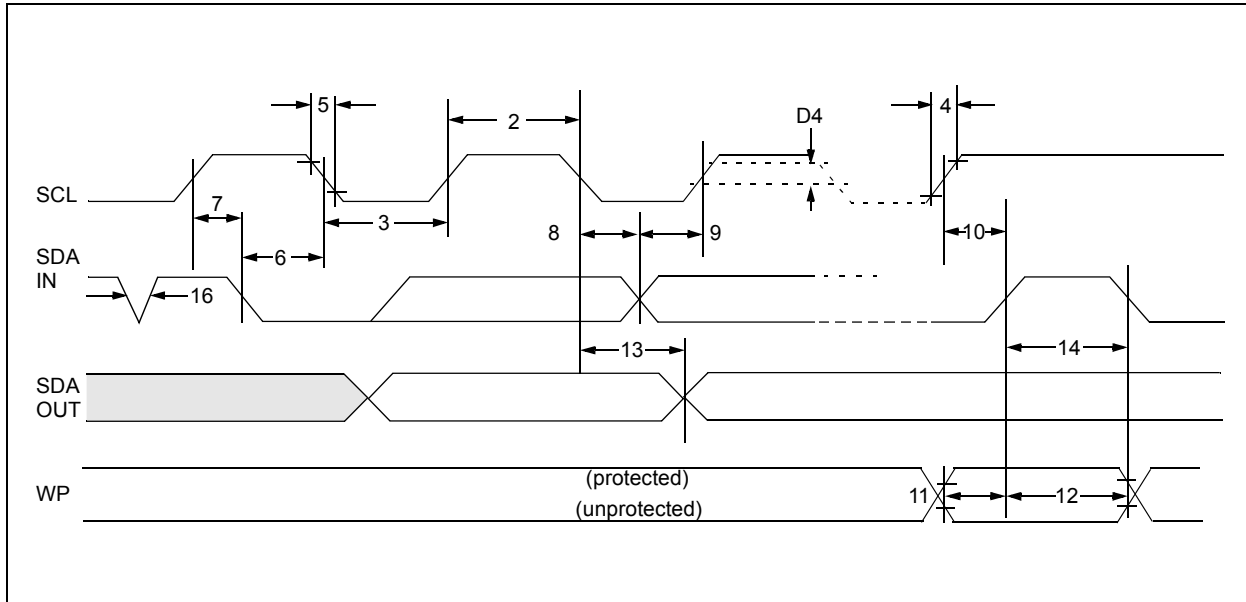 5
2
D4
4
SCL
7
3
8
9
10
SDA
IN
6
16
13
14
SDA
OUT
WP
(protected)
(unprotected)
11
12